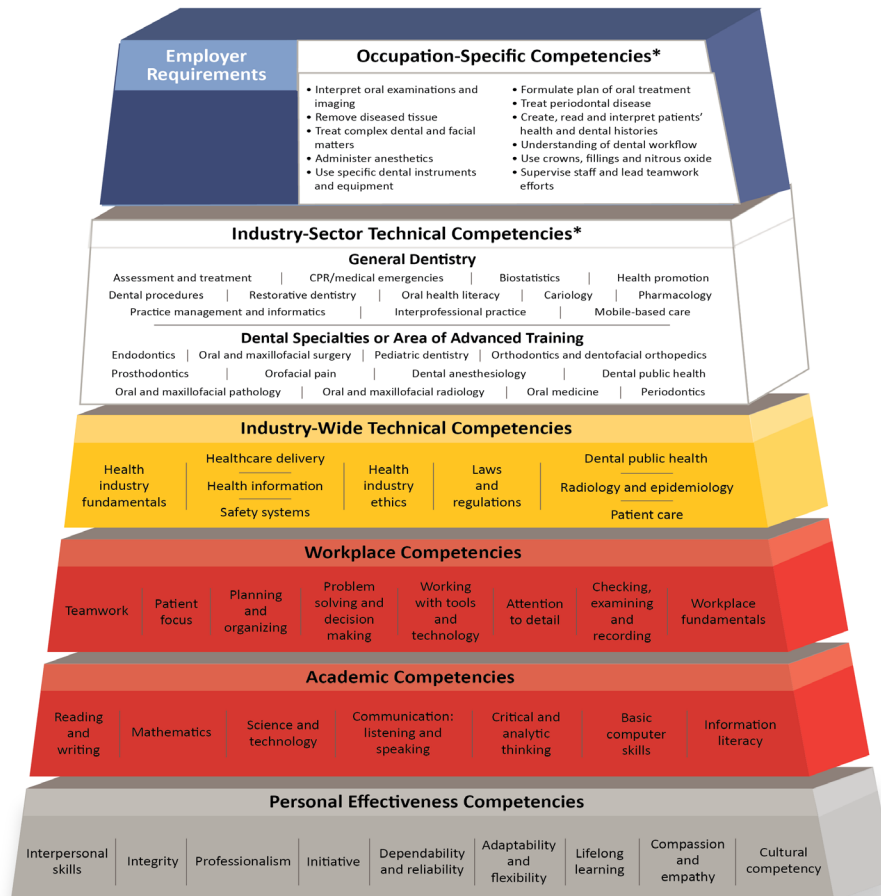 Employer
Requirements
Occupation-Specific Competencies*
• Interpret oral examinations and
imaging
• Remove diseased tissue
• Treat complex dental and facial
matters
• Administer anesthetics
• Use specific dental instruments
and equipment
• Formulate plan of oral treatment
• Treat periodontal disease
• Create, read and interpret patients'
health and dental histories
• Understanding of dental workflow
• Use crowns, fillings and nitrous oxide
• Supervise staff and lead teamwork
efforts
Industry-Sector Technical Competencies*
General Dentistry
Assessment and treatment | CPR/medical emergencies | Biostatistics | Health promotion
Dental procedures | Restorative dentistry | Oral health literacy | Cariology | Pharmacology
Practice management and informatics | Interprofessional practice | Mobile-based care
Dental Specialties or Area of Advanced Training
Endodontics | Oral and maxillofacial surgery | Pediatric dentistry | Orthodontics and dentofacial orthopedics
Prosthodontics | Orofacial pain | Dental anesthesiology | Dental public health
Oral and maxillofacial pathology | Oral and maxillofacial radiology | Oral medicine | Periodontics
Industry-Wide Technical Competencies
Health
industry
fundamentals
Healthcare delivery
Health information
Safety systems
Health
industry
ethics
Laws
and
regulations
Dental public health
Radiology and epidemiology
Patient care
Workplace Competencies
Teamwork
Patient
focus
Planning
and
organizing
Problem
solving and
decision
making
Working
with tools
and
technology
Attention
to detail
Checking,
examining
and
recording
Workplace
fundamentals
Academic Competencies
Reading
and
writing
Mathematics
Science and
technology
Communication:
listening and
speaking
Critical and
analytic
thinking
Basic
computer
skills
Information
literacy
Personal Effectiveness Competencies
Interpersonal
skills
Integrity
Professionalism
Initiative
Dependability
and reliability
Adaptability
and
flexibility
Lifelong
learning
Compassion
and
empathy
Cultural
competency